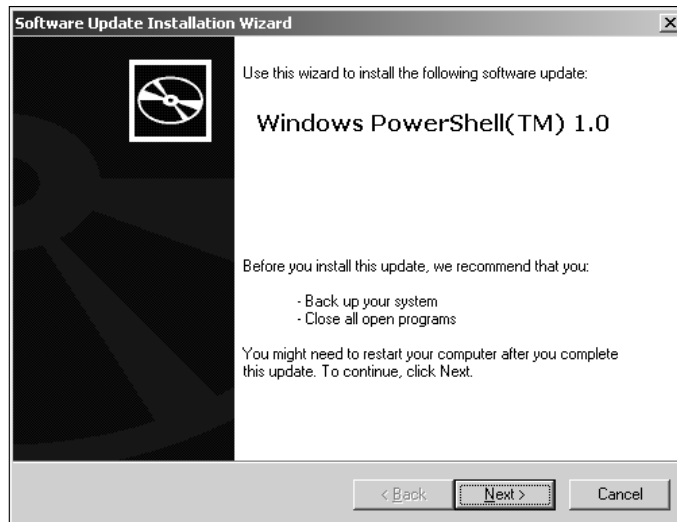 Software Update Installation Wizard
Use this wizard to install the following software update:
Windows PowerShell(TM) 1.0
Before you install this update, we recommend that you:
- Back up your system
- Close all open programs
You might need to restart your computer after you complete
this update. To continue, click Next.
< Back
Next >
Cancel